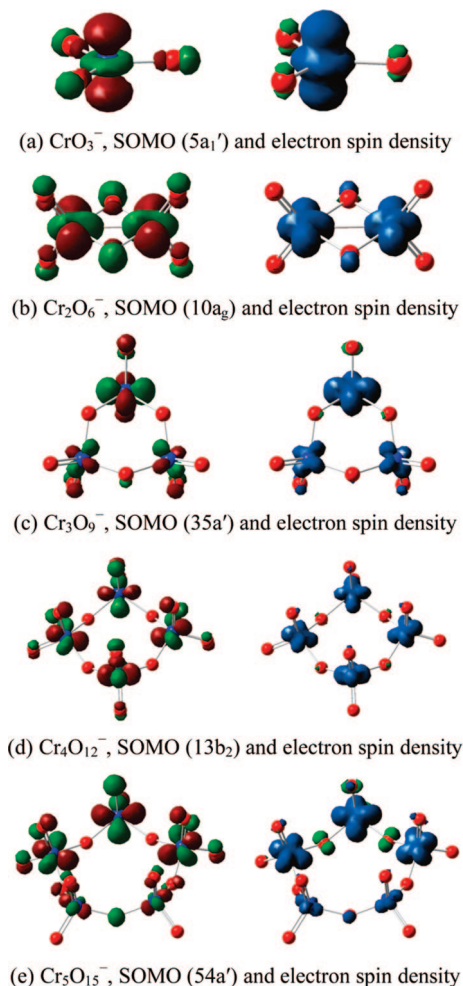 (a) CrO₃⁻, SOMO (5a₁′) and electron spin density
(b) Cr₂O₆⁻, SOMO (10a_g) and electron spin density
(c) Cr₃O₉⁻, SOMO (35a′) and electron spin density
(d) Cr₄O₁₂⁻, SOMO (13b₂) and electron spin density
(e) Cr₅O₁₅⁻, SOMO (54a′) and electron spin density